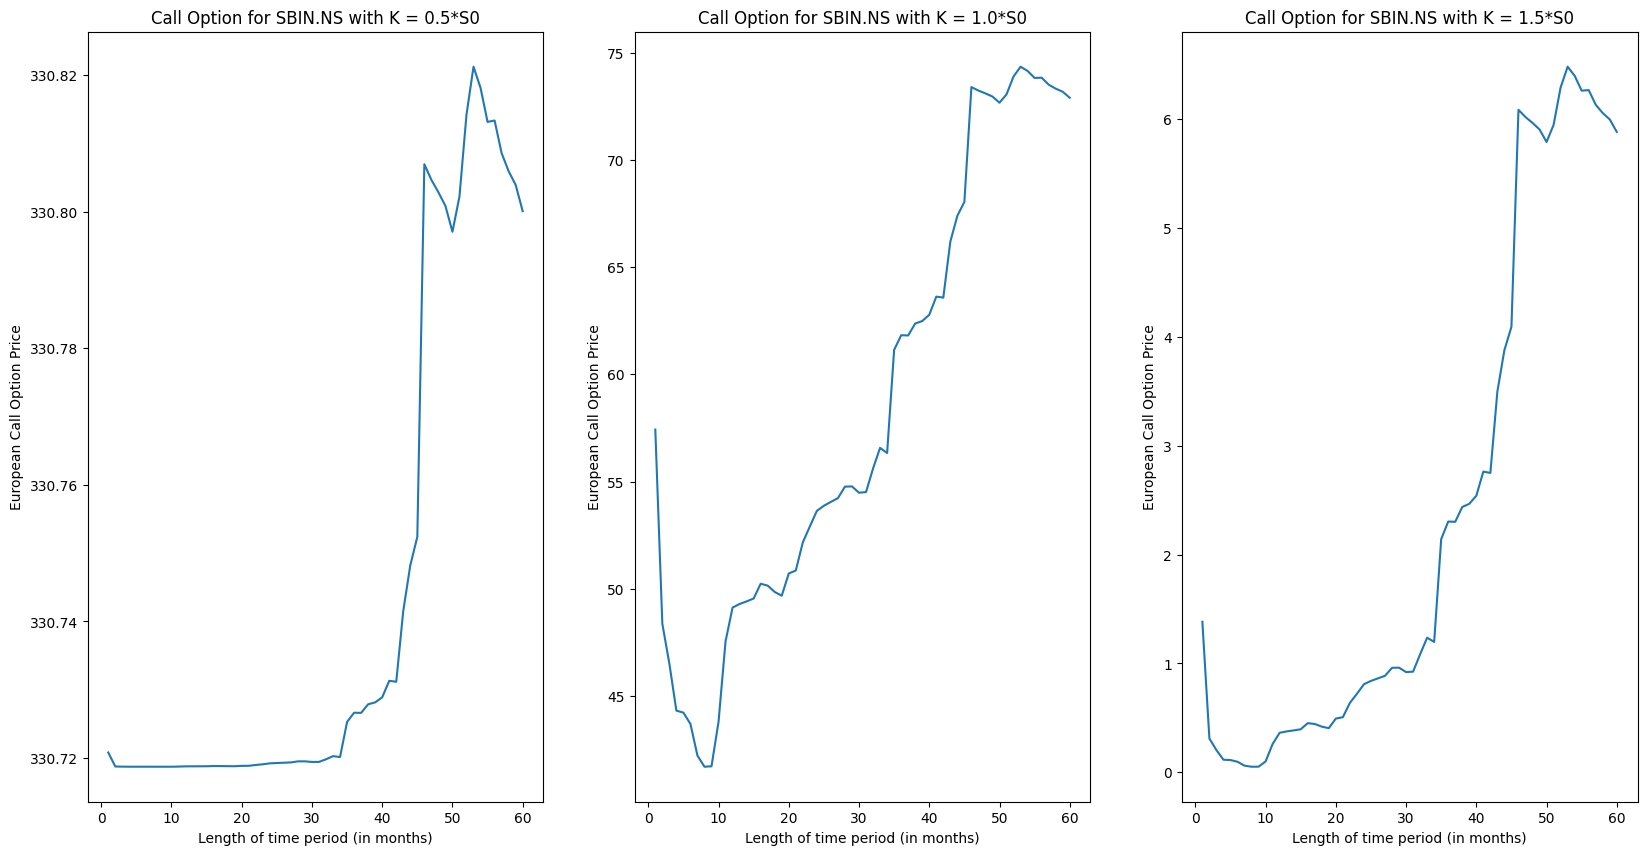 Call Option for SBIN.NS with K = 0.5*S0
European Call Option Price
330.82
330.80
330.78
330.76
330.74
330.72
0 10 20 30 40 50 60
Length of time period (in months)
Call Option for SBIN.NS with K = 1.0*S0
European Call Option Price
75
70
65
60
55
50
45
0 10 20 30 40 50 60
Length of time period (in months)
Call Option for SBIN.NS with K = 1.5*S0
European Call Option Price
6
5
4
3
2
1
0
0 10 20 30 40 50 60
Length of time period (in months)